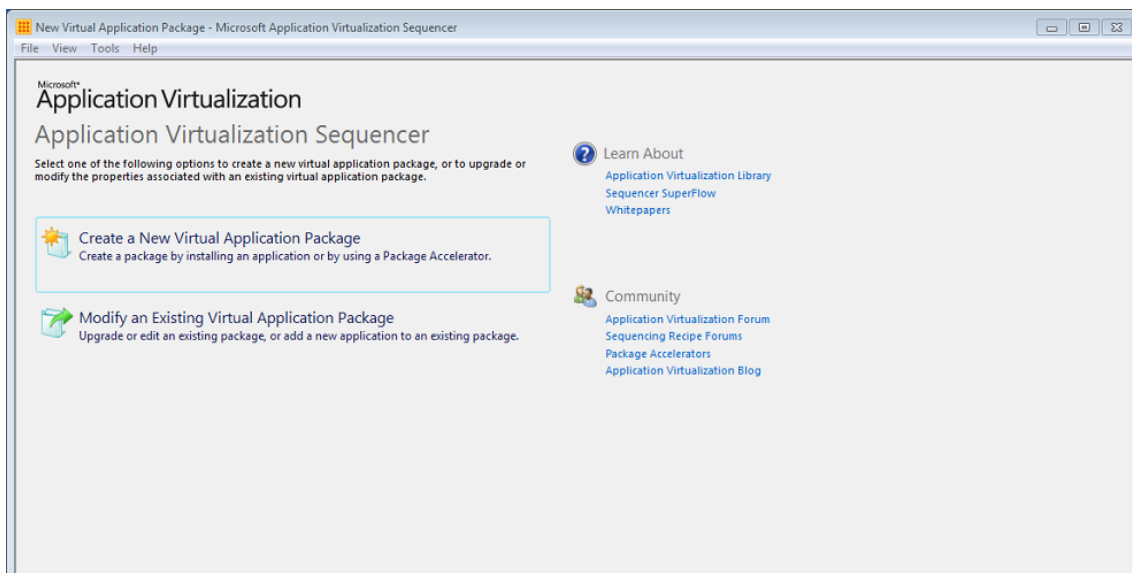 New Virtual Application Package - Microsoft Application Virtualization Sequencer
File View Tools Help
Microsoft®
Application Virtualization
Application Virtualization Sequencer
Select one of the following options to create a new virtual application package, or to upgrade or
modify the properties associated with an existing virtual application package.
Create a New Virtual Application Package
Create a package by installing an application or by using a Package Accelerator.
Modify an Existing Virtual Application Package
Upgrade or edit an existing package, or add a new application to an existing package.
Learn About
Application Virtualization Library
Sequencer SuperFlow
Whitepapers
Community
Application Virtualization Forum
Sequencing Recipe Forums
Package Accelerators
Application Virtualization Blog